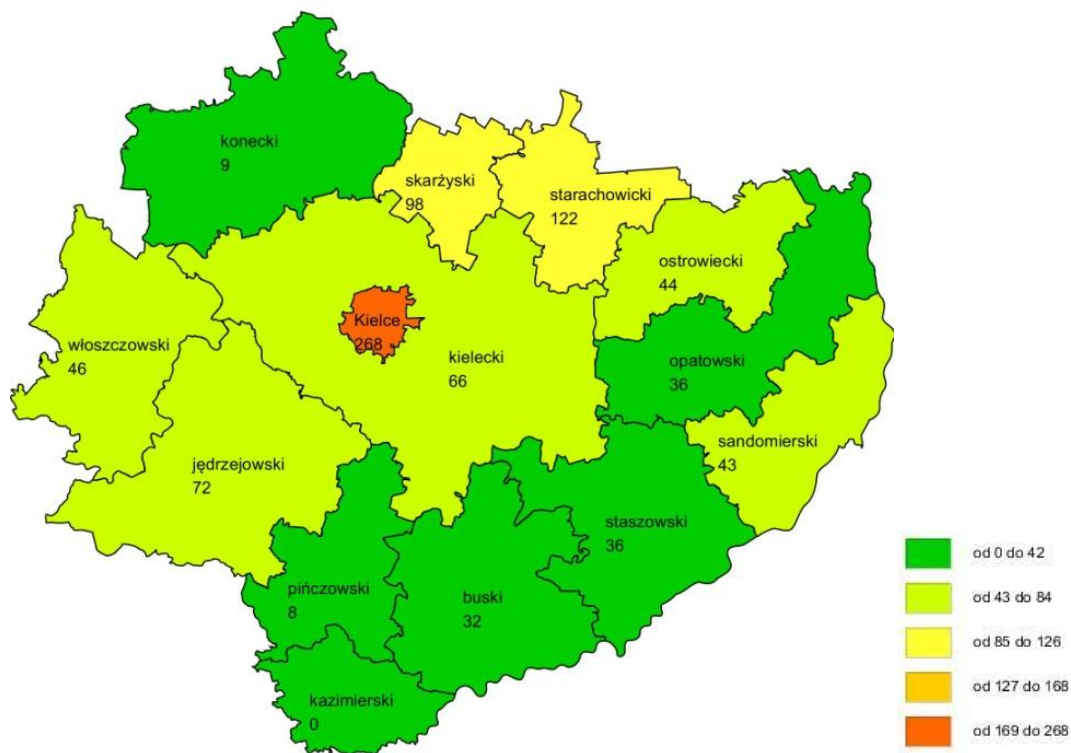 konecki
9
skarżyski
98
starachowicki
122
ostrowiecki
44
Kielce
268
włoszczowski
46
kielecki
66
opatowski
36
sandomierski
43
jędrzejowski
72
staszowski
36
pińczowski
8
buski
32
kazimierski
0
od 0 do 42
od 43 do 84
od 85 do 126
od 127 do 168
od 169 do 268